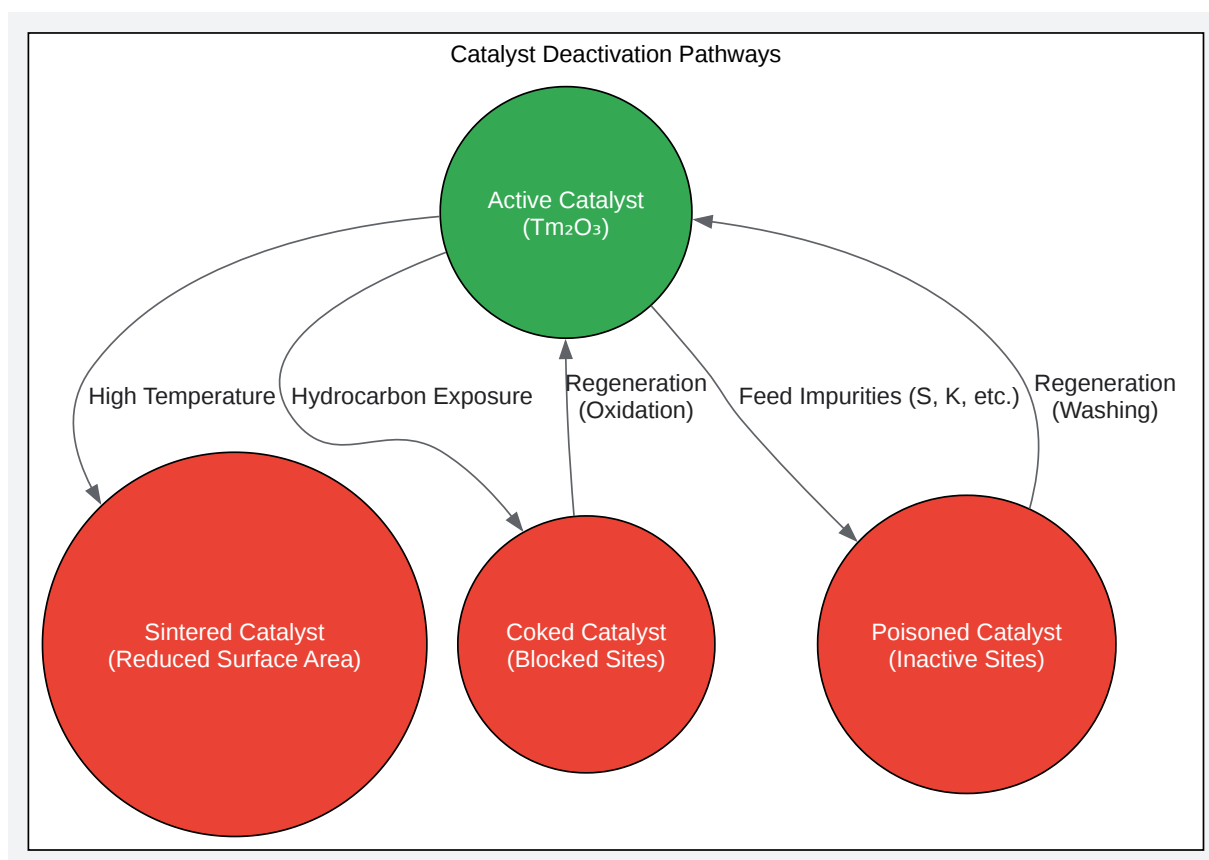 Catalyst Deactivation Pathways
Active Catalyst
(Tm₂O₃)
High Temperature
Hydrocarbon Exposure
Regeneration
(Oxidation)
Feed Impurities (S, K, etc.)
Regeneration
(Washing)
Sintered Catalyst
(Reduced Surface Area)
Coked Catalyst
(Blocked Sites)
Poisoned Catalyst
(Inactive Sites)